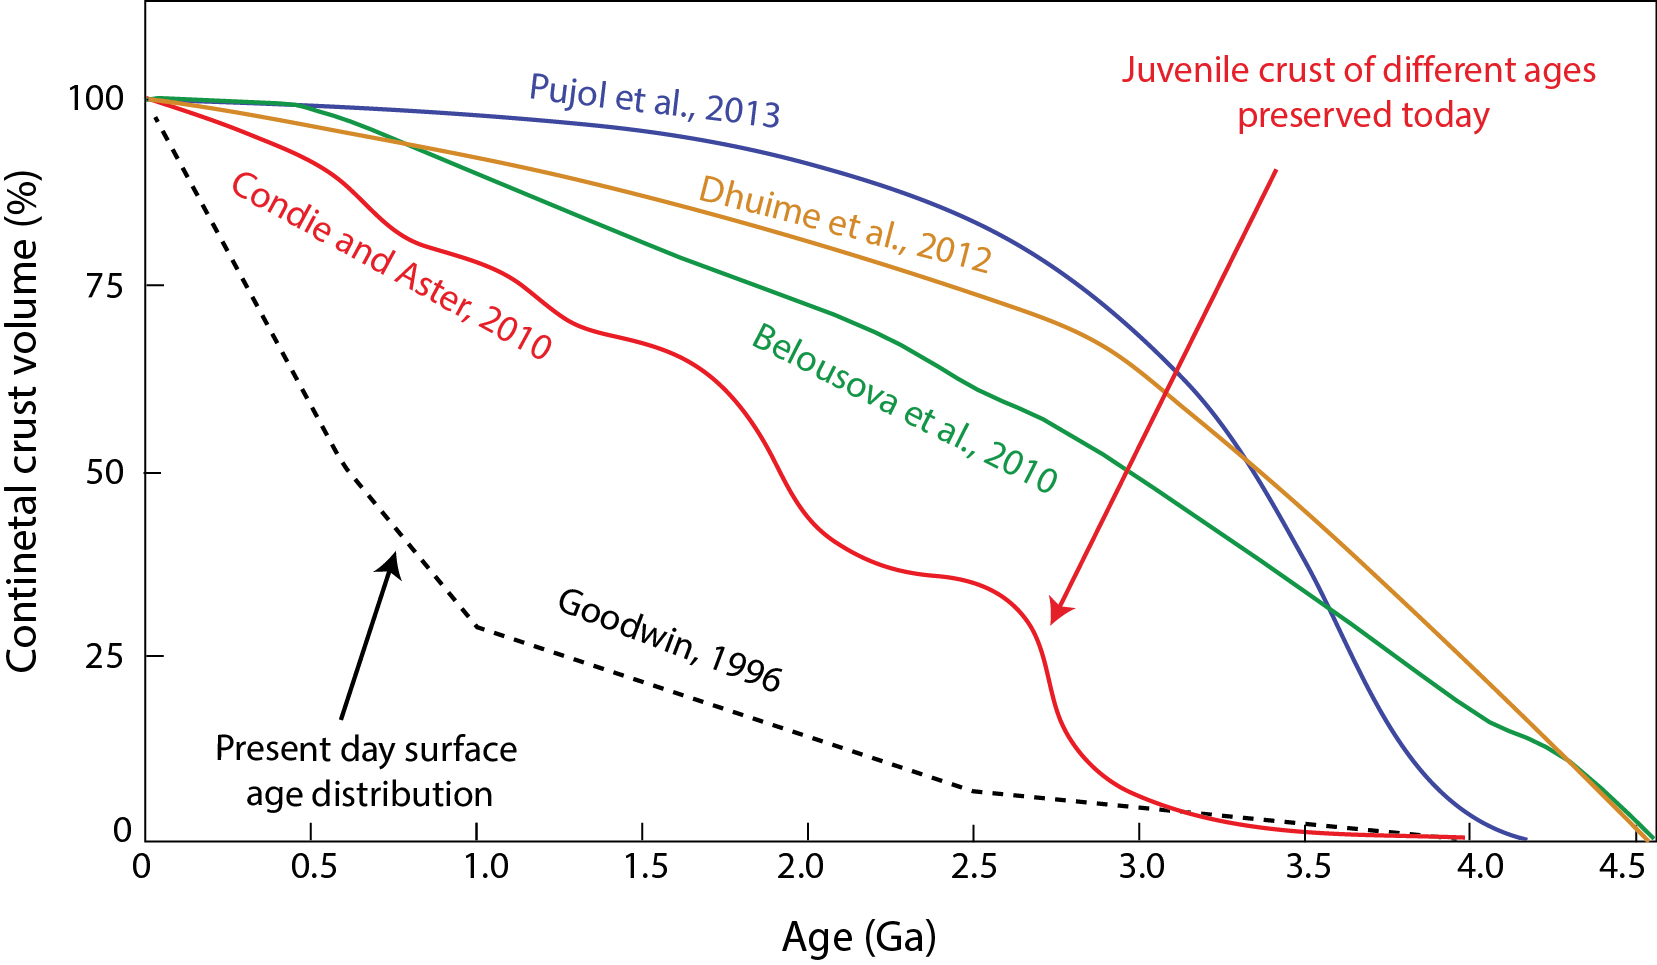 Juvenile crust of different ages
preserved today
Pujol et al., 2013
Dhuime et al., 2012
Condie and Aster, 2010
Belousova et al., 2010
Goodwin, 1996
Present day surface
age distribution
Continetal crust volume (%)
100
75
50
25
0
0 0.5 1.0 1.5 2.0 2.5 3.0 3.5 4.0 4.5
Age (Ga)